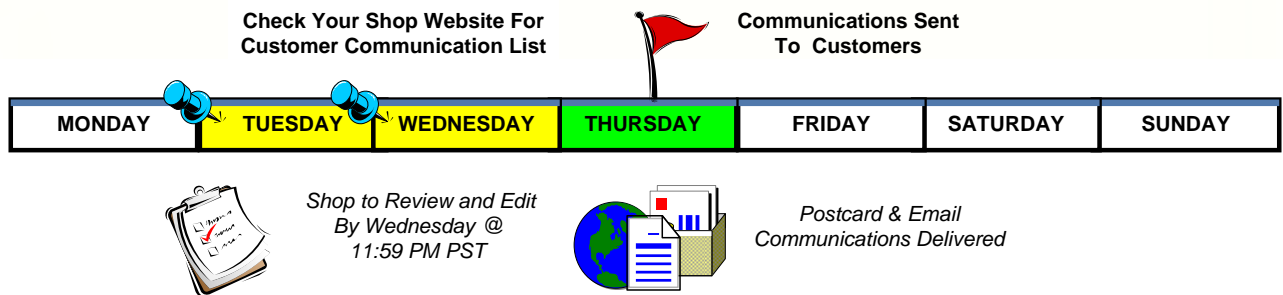 Check Your Shop Website For
Customer Communication List
Communications Sent
To Customers
MONDAY TUESDAY WEDNESDAY THURSDAY FRIDAY SATURDAY SUNDAY
Shop to Review and Edit
By Wednesday @
11:59 PM PST
Postcard & Email
Communications Delivered